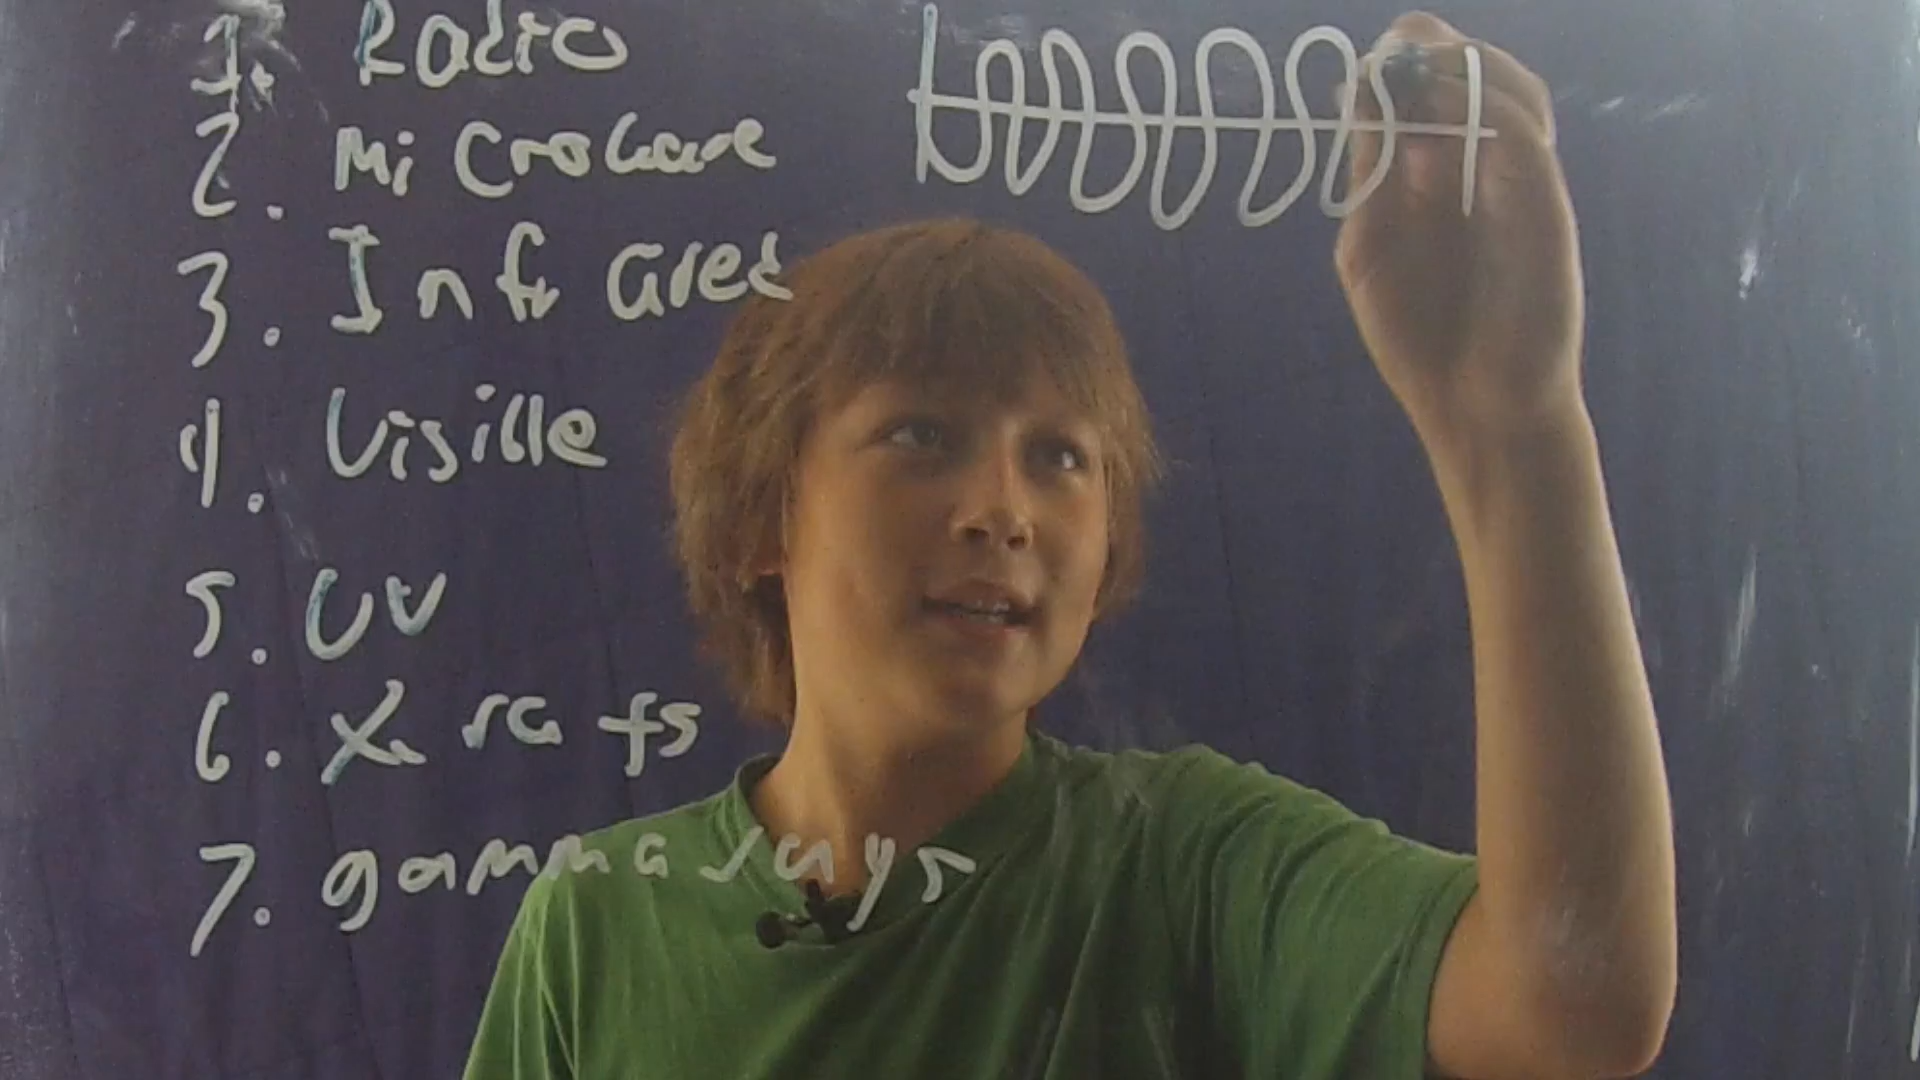 1. Radio
2. Microwave
3. Infrared
4. Visible
5. UV
6. X rays
7. gamma rays